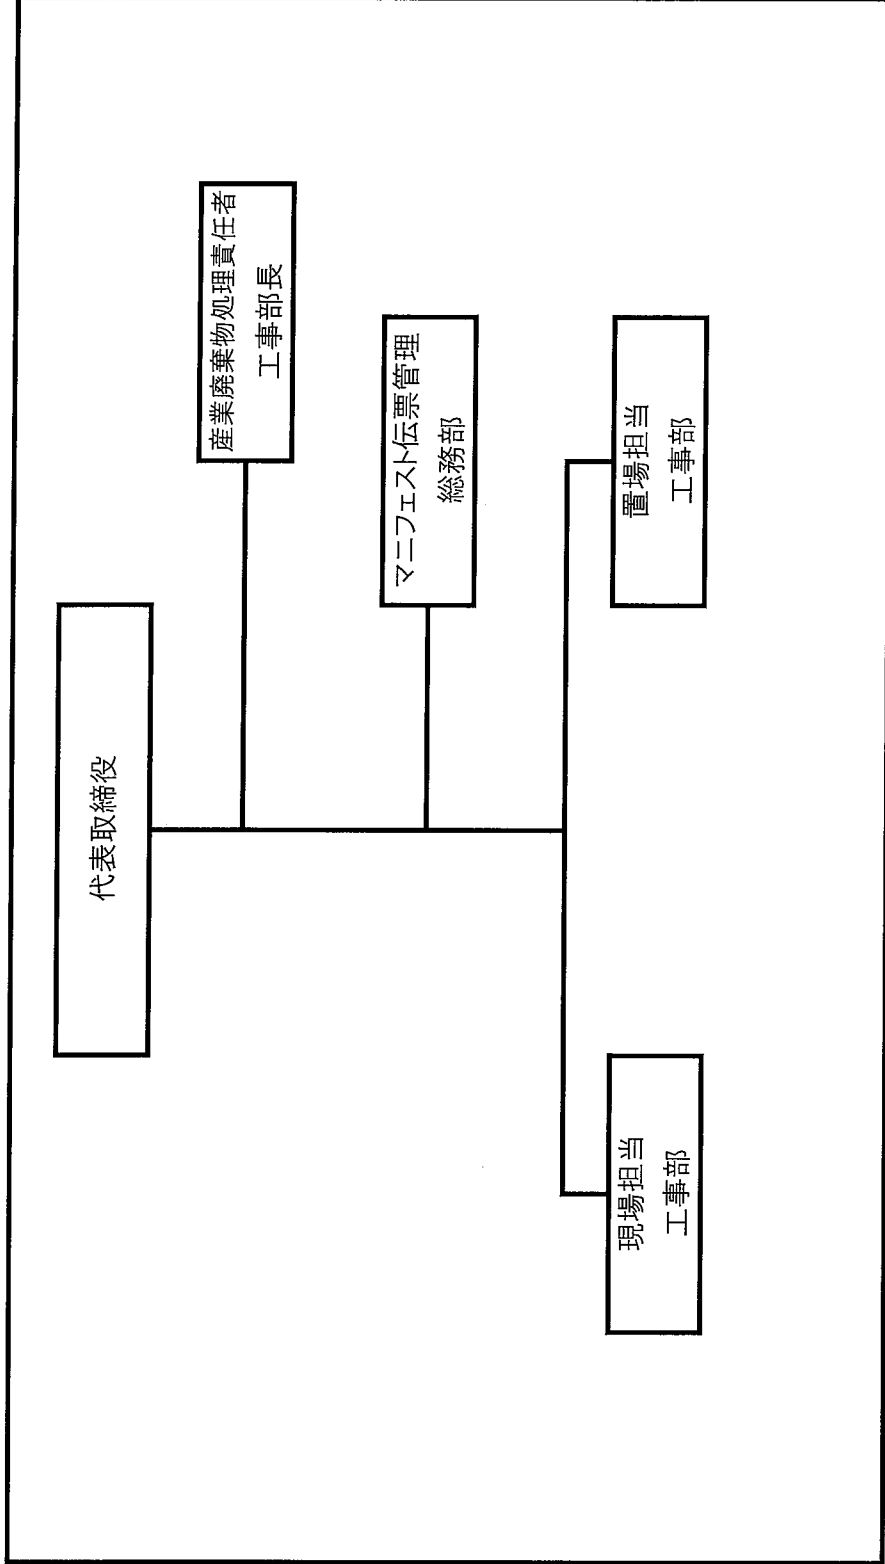 代表取締役
産業廃棄物処理責任者
工事部長
マニフェスト伝票管理
総務部
現場担当
工事部
置場担当
工事部